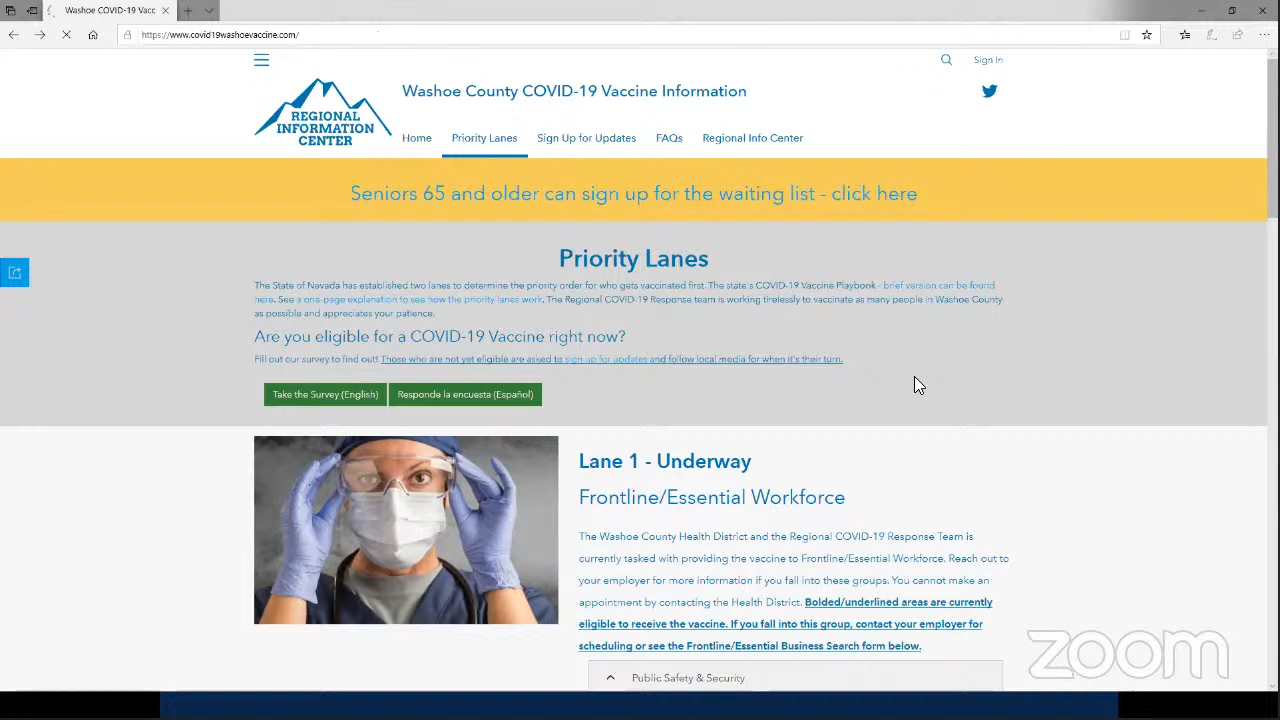 Washoe COVID-19 Vacc
https://www.covid19washoevaccine.com/
Sign In
REGIONAL
INFORMATION
CENTER
Washoe County COVID-19 Vaccine Information
Home Priority Lanes Sign Up for Updates FAQs Regional Info Center
Seniors 65 and older can sign up for the waiting list - click here
Priority Lanes
The State of Nevada has established two lanes to determine the priority order for who gets vaccinated first. The state's COVID-19 Vaccine Playbook - brief version can be found
here. See a one-page explanation to see how the priority lanes work. The Regional COVID-19 Response team is working tirelessly to vaccinate as many people in Washoe County
as possible and appreciates your patience.
Are you eligible for a COVID-19 Vaccine right now?
Fill out our survey to find out! Those who are not yet eligible are asked to sign up for updates and follow local media for when it's their turn.
Take the Survey (English) Responde la encuesta (Español)
Lane 1 - Underway
Frontline/Essential Workforce
The Washoe County Health District and the Regional COVID-19 Response Team is
currently tasked with providing the vaccine to Frontline/Essential Workforce. Reach out to
your employer for more information if you fall into these groups. You cannot make an
appointment by contacting the Health District. Bolded/underlined areas are currently
eligible to receive the vaccine. If you fall into this group, contact your employer for
scheduling or see the Frontline/Essential Business Search form below.
Public Safety & Security
zoom